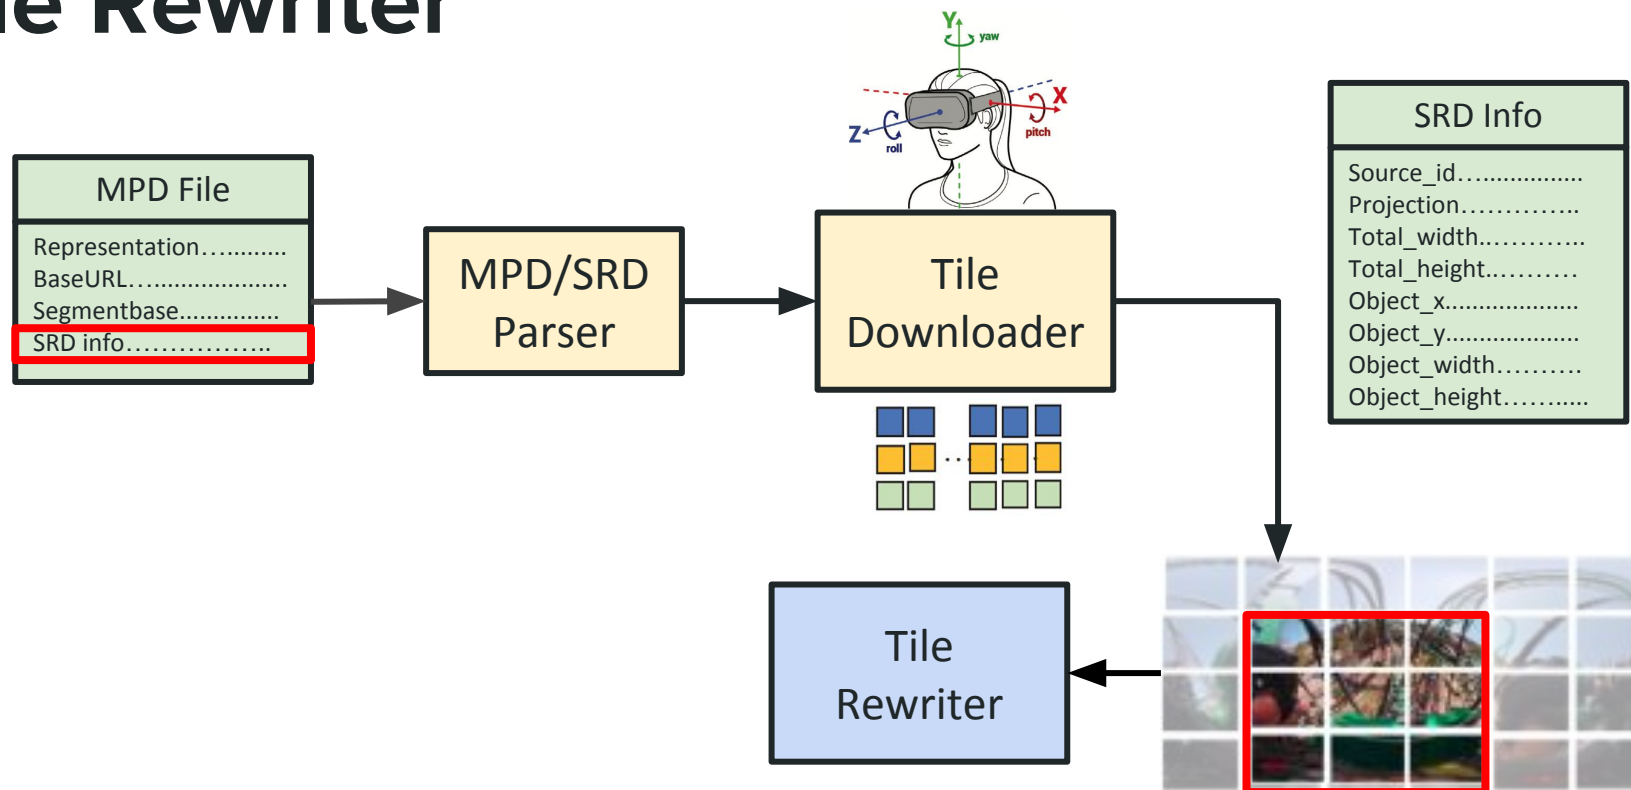 le Rewriter
Y
yaw
X
pitch
Z
roll
MPD File
Representation…..........
BaseURL…....................
Segmentbase...............
SRD info……………..
MPD/SRD
Parser
Tile
Downloader
...
SRD Info
Source_id…...............
Projection…………..
Total_width..………..
Total_height..………
Object_x....................
Object_y....................
Object_width……….
Object_height…….....
Tile
Rewriter